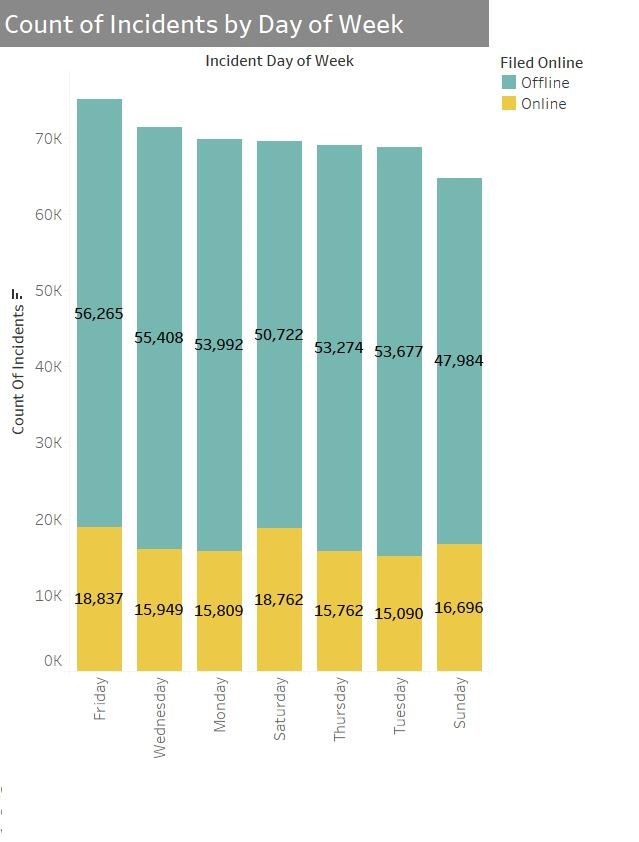 Count of Incidents by Day of Week
Incident Day of Week
Filed Online
Offline
Online
Count Of Incidents
70K
60K
50K
40K
30K
20K
10K
0K
56,265
55,408
53,992
50,722
53,274
53,677
47,984
18,837
15,949
15,809
18,762
15,762
15,090
16,696
Friday
Wednesday
Monday
Saturday
Thursday
Tuesday
Sunday